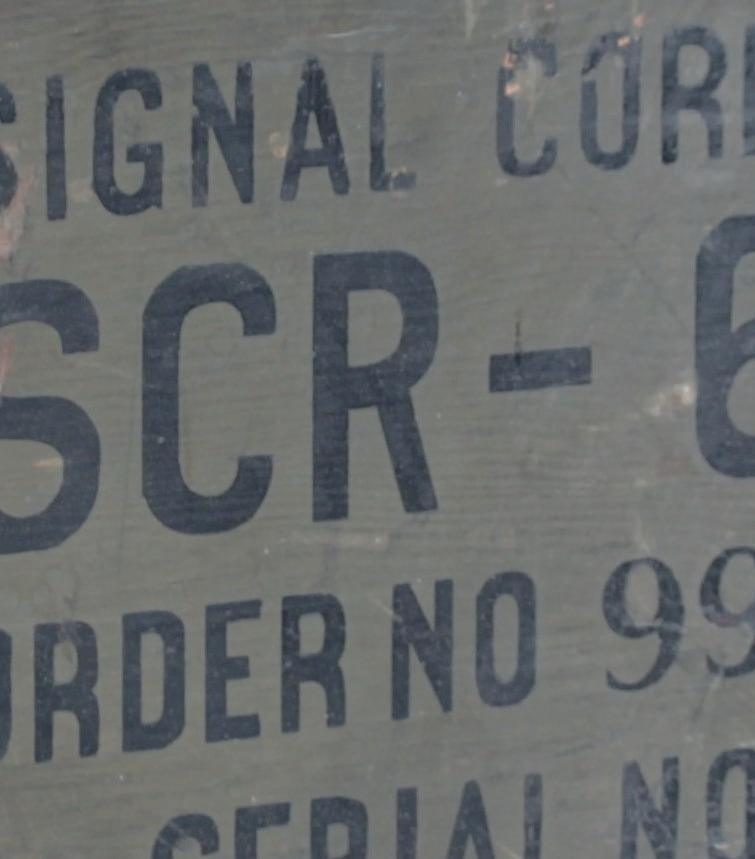 SIGNAL COR
SCR-6
ORDER NO 99
SERIAL NO